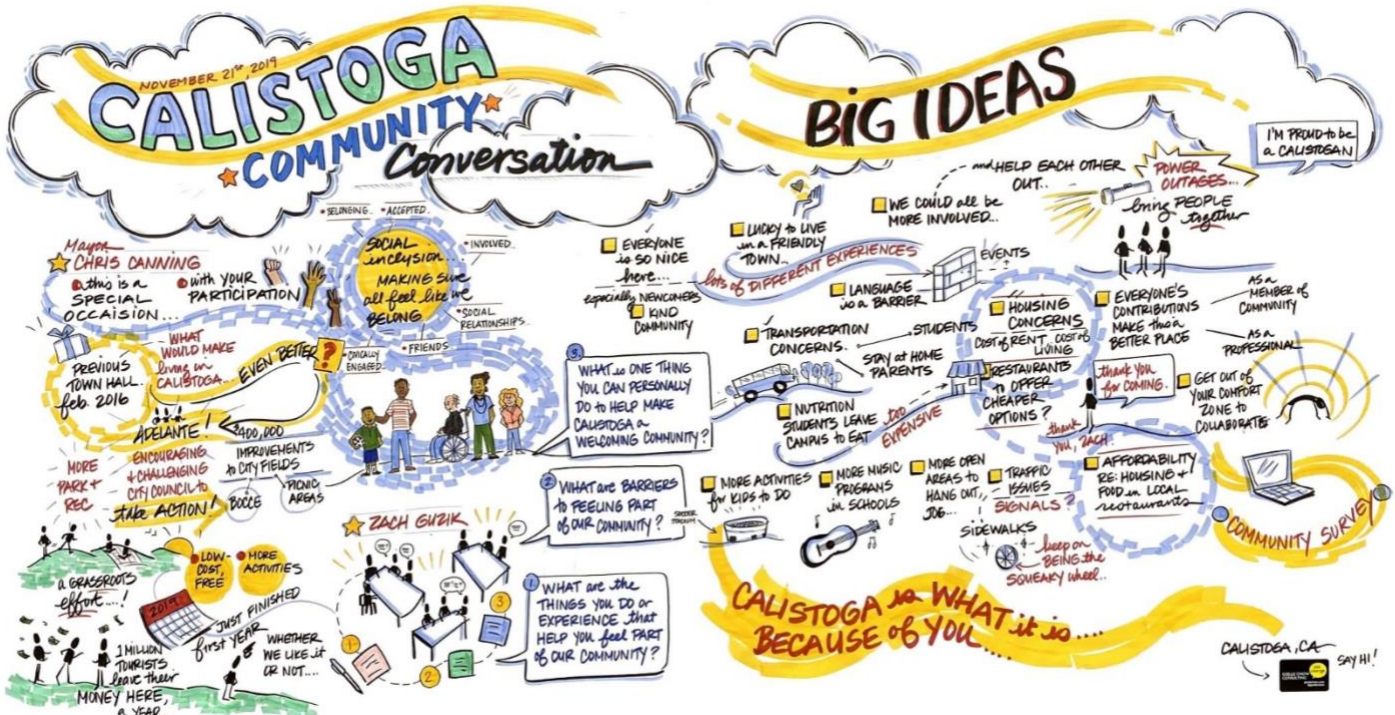 NOVEMBER 21ST, 2019
CALISTOGA
COMMUNITY
Conversation
Mayor
CHRIS CANNING
this is a
SPECIAL
OCCAISION...
with YOUR
PARTICIPATION
BELONGING..
ACCEPTED..
SOCIAL
inclusion...
MAKING sure
all feel like we
BELONG
INVOLVED..
SOCIAL
RELATIONSHIPS...
FRIENDS
CIVICALLY
ENGAGED
PREVIOUS
TOWN HALL.
feb. 2016
WHAT
WOULD MAKE
living in
CALISTOGA...
EVEN BETTER
?
ADELANTE!
ENCOURAGING
+ CHALLENGING
CITY COUNCIL to
take ACTION!
$400,000
IMPROVEMENTS
to CITY FIELDS
BOCCE
PICNIC
AREAS
MORE
PARK +
REC
a GRASSROOTS
effort....!
LOW-
COST,
FREE
MORE
ACTIVITIES
2019
JUST FINISHED
first YEAR
1 MILLION
TOURISTS
leave their
MONEY HERE,
a YEAR
WHETHER
WE LIKE it
OR NOT....
ZACH GUZIK
1
2
3
3
WHAT is ONE THING
YOU CAN PERSONALLY
DO to HELP MAKE
CALISTOGA a
WELCOMING COMMUNITY?
2
WHAT are BARRIERS
to FEELING PART
of OUR COMMUNITY?
1
WHAT are the
THINGS YOU DO or
EXPERIENCE that
HELP YOU feel PART
of OUR COMMUNITY?
BIG IDEAS
I'M PROUD to be
a CALISTOGAN
EVERYONE
is SO NICE
here...
especially NEWCOMERS
KIND
COMMUNITY
LUCKY to LIVE
in a FRIENDLY
TOWN...
lots of DIFFERENT EXPERIENCES
WE COULD all be
MORE INVOLVED...
and HELP EACH OTHER
OUT..
POWER
OUTAGES...
bring PEOPLE
together
LANGUAGE
is a BARRIER
EVENTS
TRANSPORTATION
CONCERNS.
STUDENTS
STAY at HOME
PARENTS
HOUSING
CONCERNS
COST of RENT
cost of
LIVING
RESTAURANTS
to OFFER
CHEAPER
OPTIONS?
EVERYONE'S
CONTRIBUTIONS
MAKE this a
BETTER PLACE
AS a
MEMBER of
COMMUNITY
AS a
PROFESSIONAL
thank you
for COMING.
thank
you, ZACH
GET OUT of
YOUR COMFORT
ZONE to
COLLABORATE
NUTRITION
STUDENTS LEAVE
CAMPUS to EAT
too
EXPENSIVE
MORE ACTIVITIES
for KIDS to DO
SOCCER
STADIUM
MORE MUSIC
PROGRAMS
in SCHOOLS
MORE OPEN
AREAS to
HANG OUT,
JOG...
TRAFFIC
ISSUES
SIGNALS?
SIDEWALKS
keep on
BEING the
SQUEAKY wheel..
AFFORDABILITY
RE: HOUSING +
FOOD in LOCAL
restaurants
COMMUNITY SURVEY
CALISTOGA is WHAT it is....
BECAUSE of YOU....
CALISTOGA, CA
SAY HI!